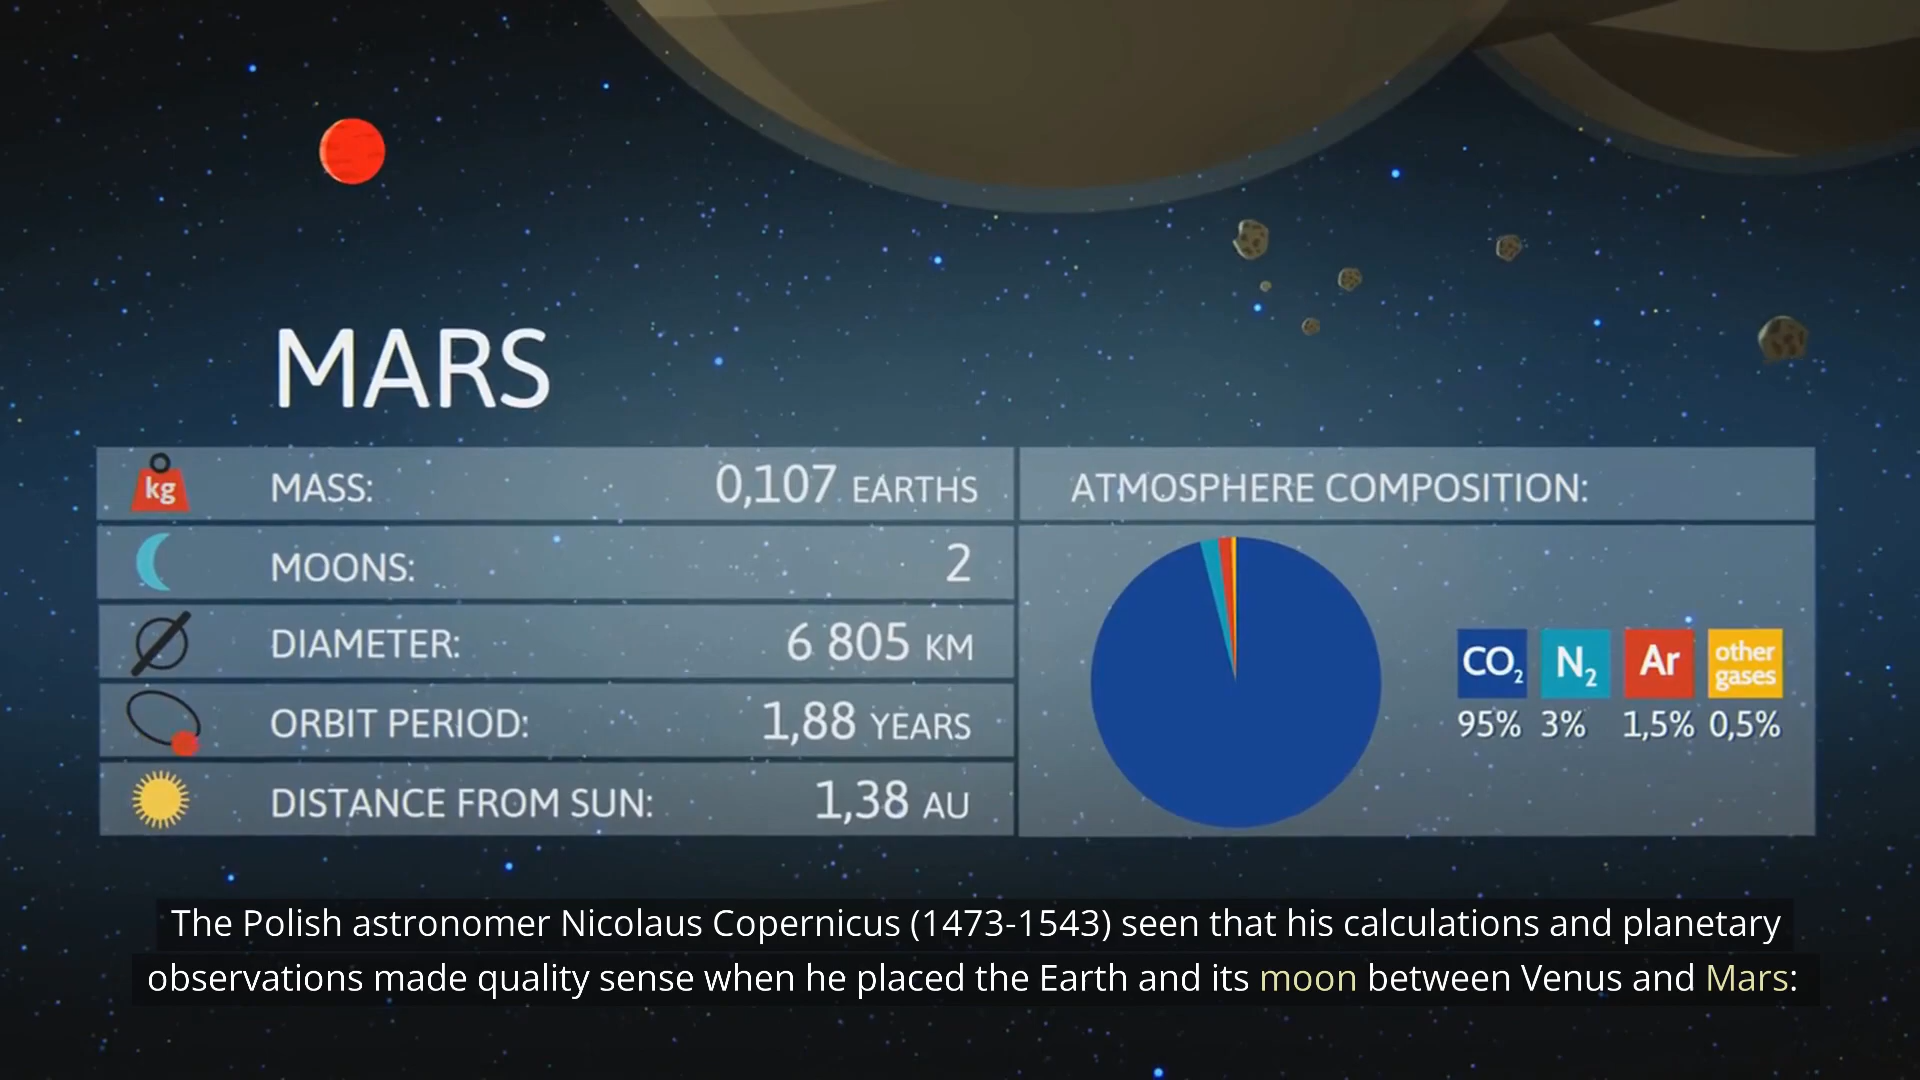 MARS
kg MASS: 0,107 EARTHS
MOONS: 2
DIAMETER: 6 805 KM
ORBIT PERIOD: 1,88 YEARS
DISTANCE FROM SUN: 1,38 AU
ATMOSPHERE COMPOSITION:
CO₂ N₂ Ar other gases
95% 3% 1,5% 0,5%
The Polish astronomer Nicolaus Copernicus (1473-1543) seen that his calculations and planetary
observations made quality sense when he placed the Earth and its moon between Venus and Mars: